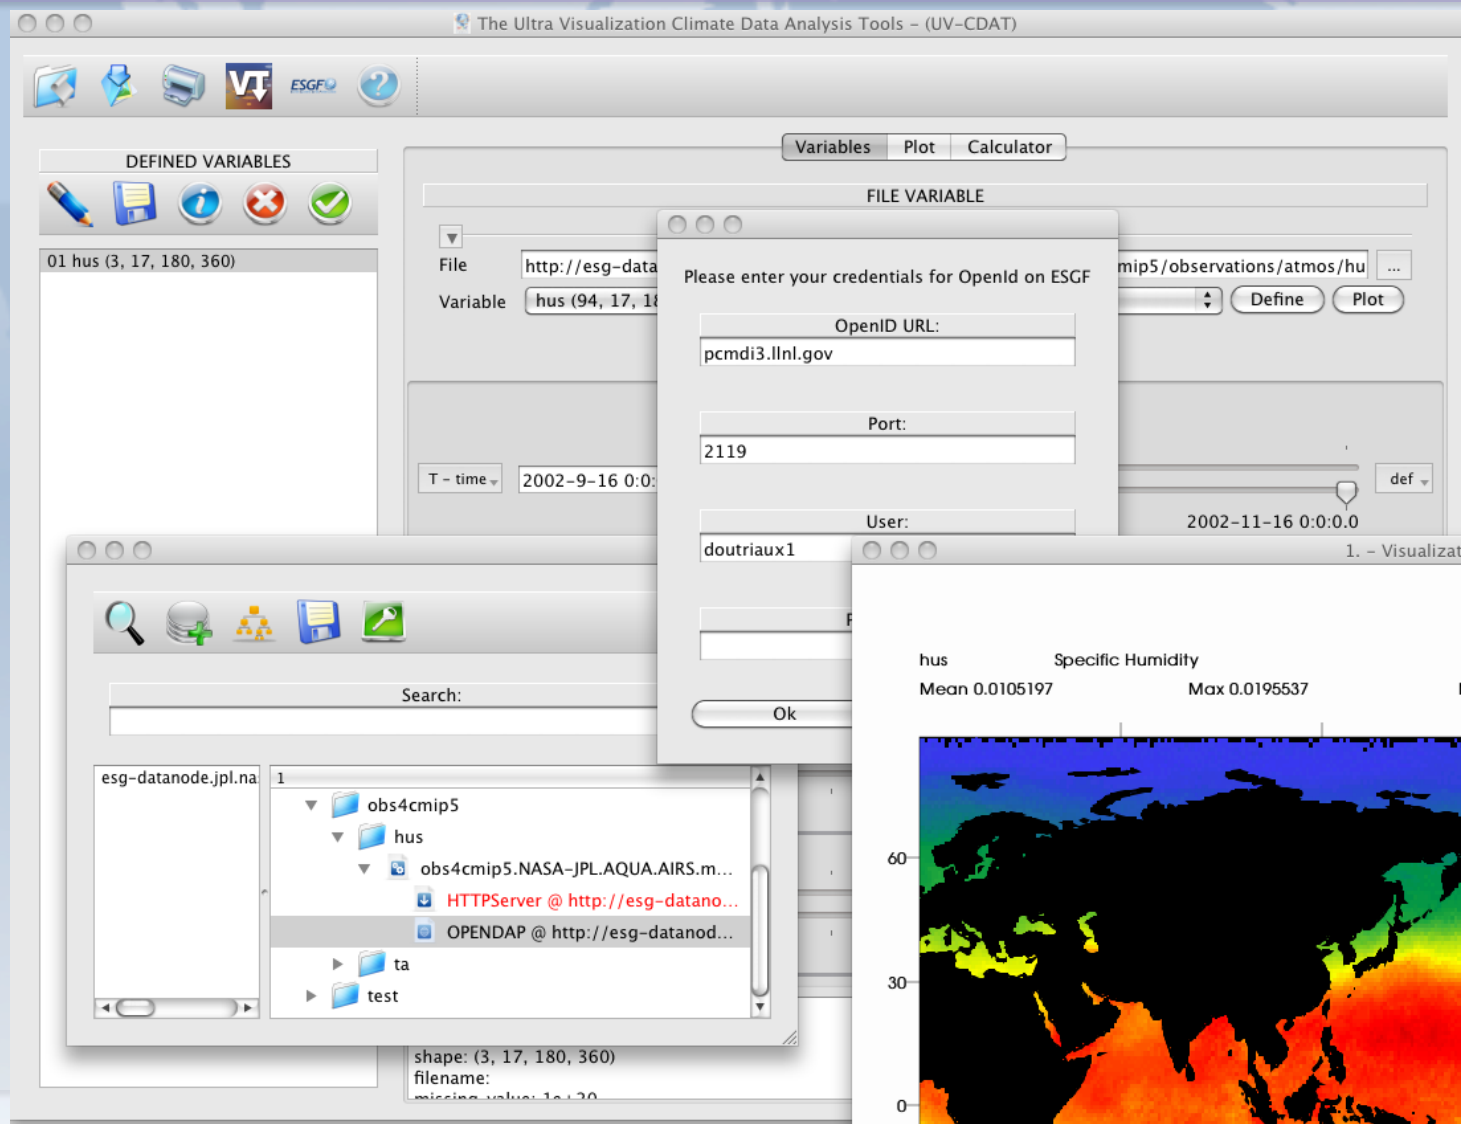 The Ultra Visualization Climate Data Analysis Tools - (UV-CDAT)
VT
ESGF
?
DEFINED VARIABLES
01 hus (3, 17, 180, 360)
Variables Plot Calculator
FILE VARIABLE
File http://esg-data mip5/observations/atmos/hu ...
Variable hus (94, 17, 18 Define Plot
T - time 2002-9-16 0:0: def
2002-11-16 0:0:0.0
Please enter your credentials for OpenId on ESGF
OpenID URL:
pcmdi3.llnl.gov
Port:
2119
User:
doutriaux1
Ok
Search:
esg-datanode.jpl.na
1
obs4cmip5
hus
obs4cmip5.NASA-JPL.AQUA.AIRS.m...
HTTPServer @ http://esg-datano...
OPENDAP @ http://esg-datanod...
ta
test
shape: (3, 17, 180, 360)
filename:
missing_value: 1e+20
1. - Visualizat
hus Specific Humidity
Mean 0.0105197 Max 0.0195537
60
30
0